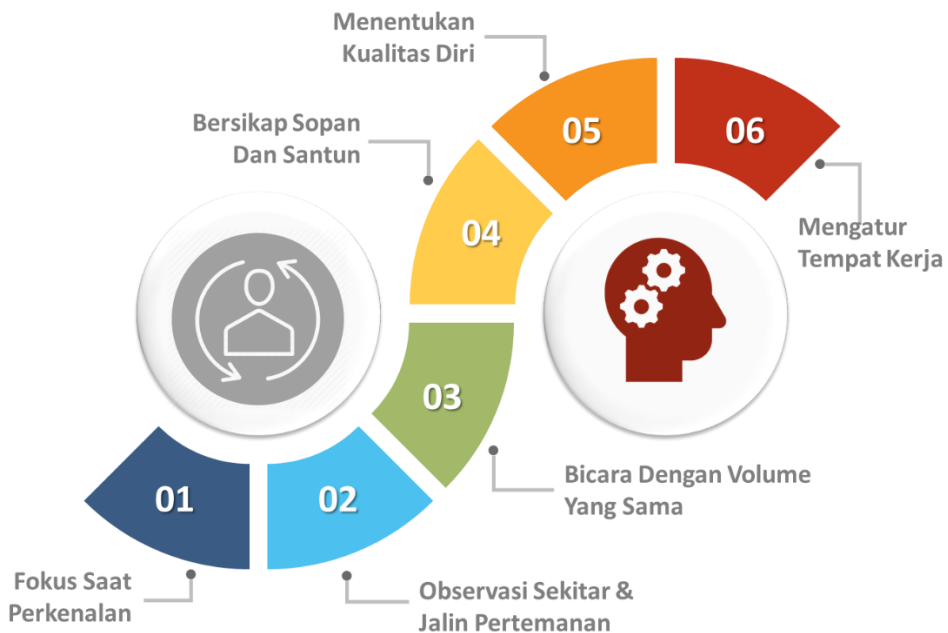 01
Fokus Saat
Perkenalan
02
Observasi Sekitar &
Jalin Pertemanan
03
Bicara Dengan Volume
Yang Sama
04
Bersikap Sopan
Dan Santun
05
Menentukan
Kualitas Diri
06
Mengatur
Tempat Kerja